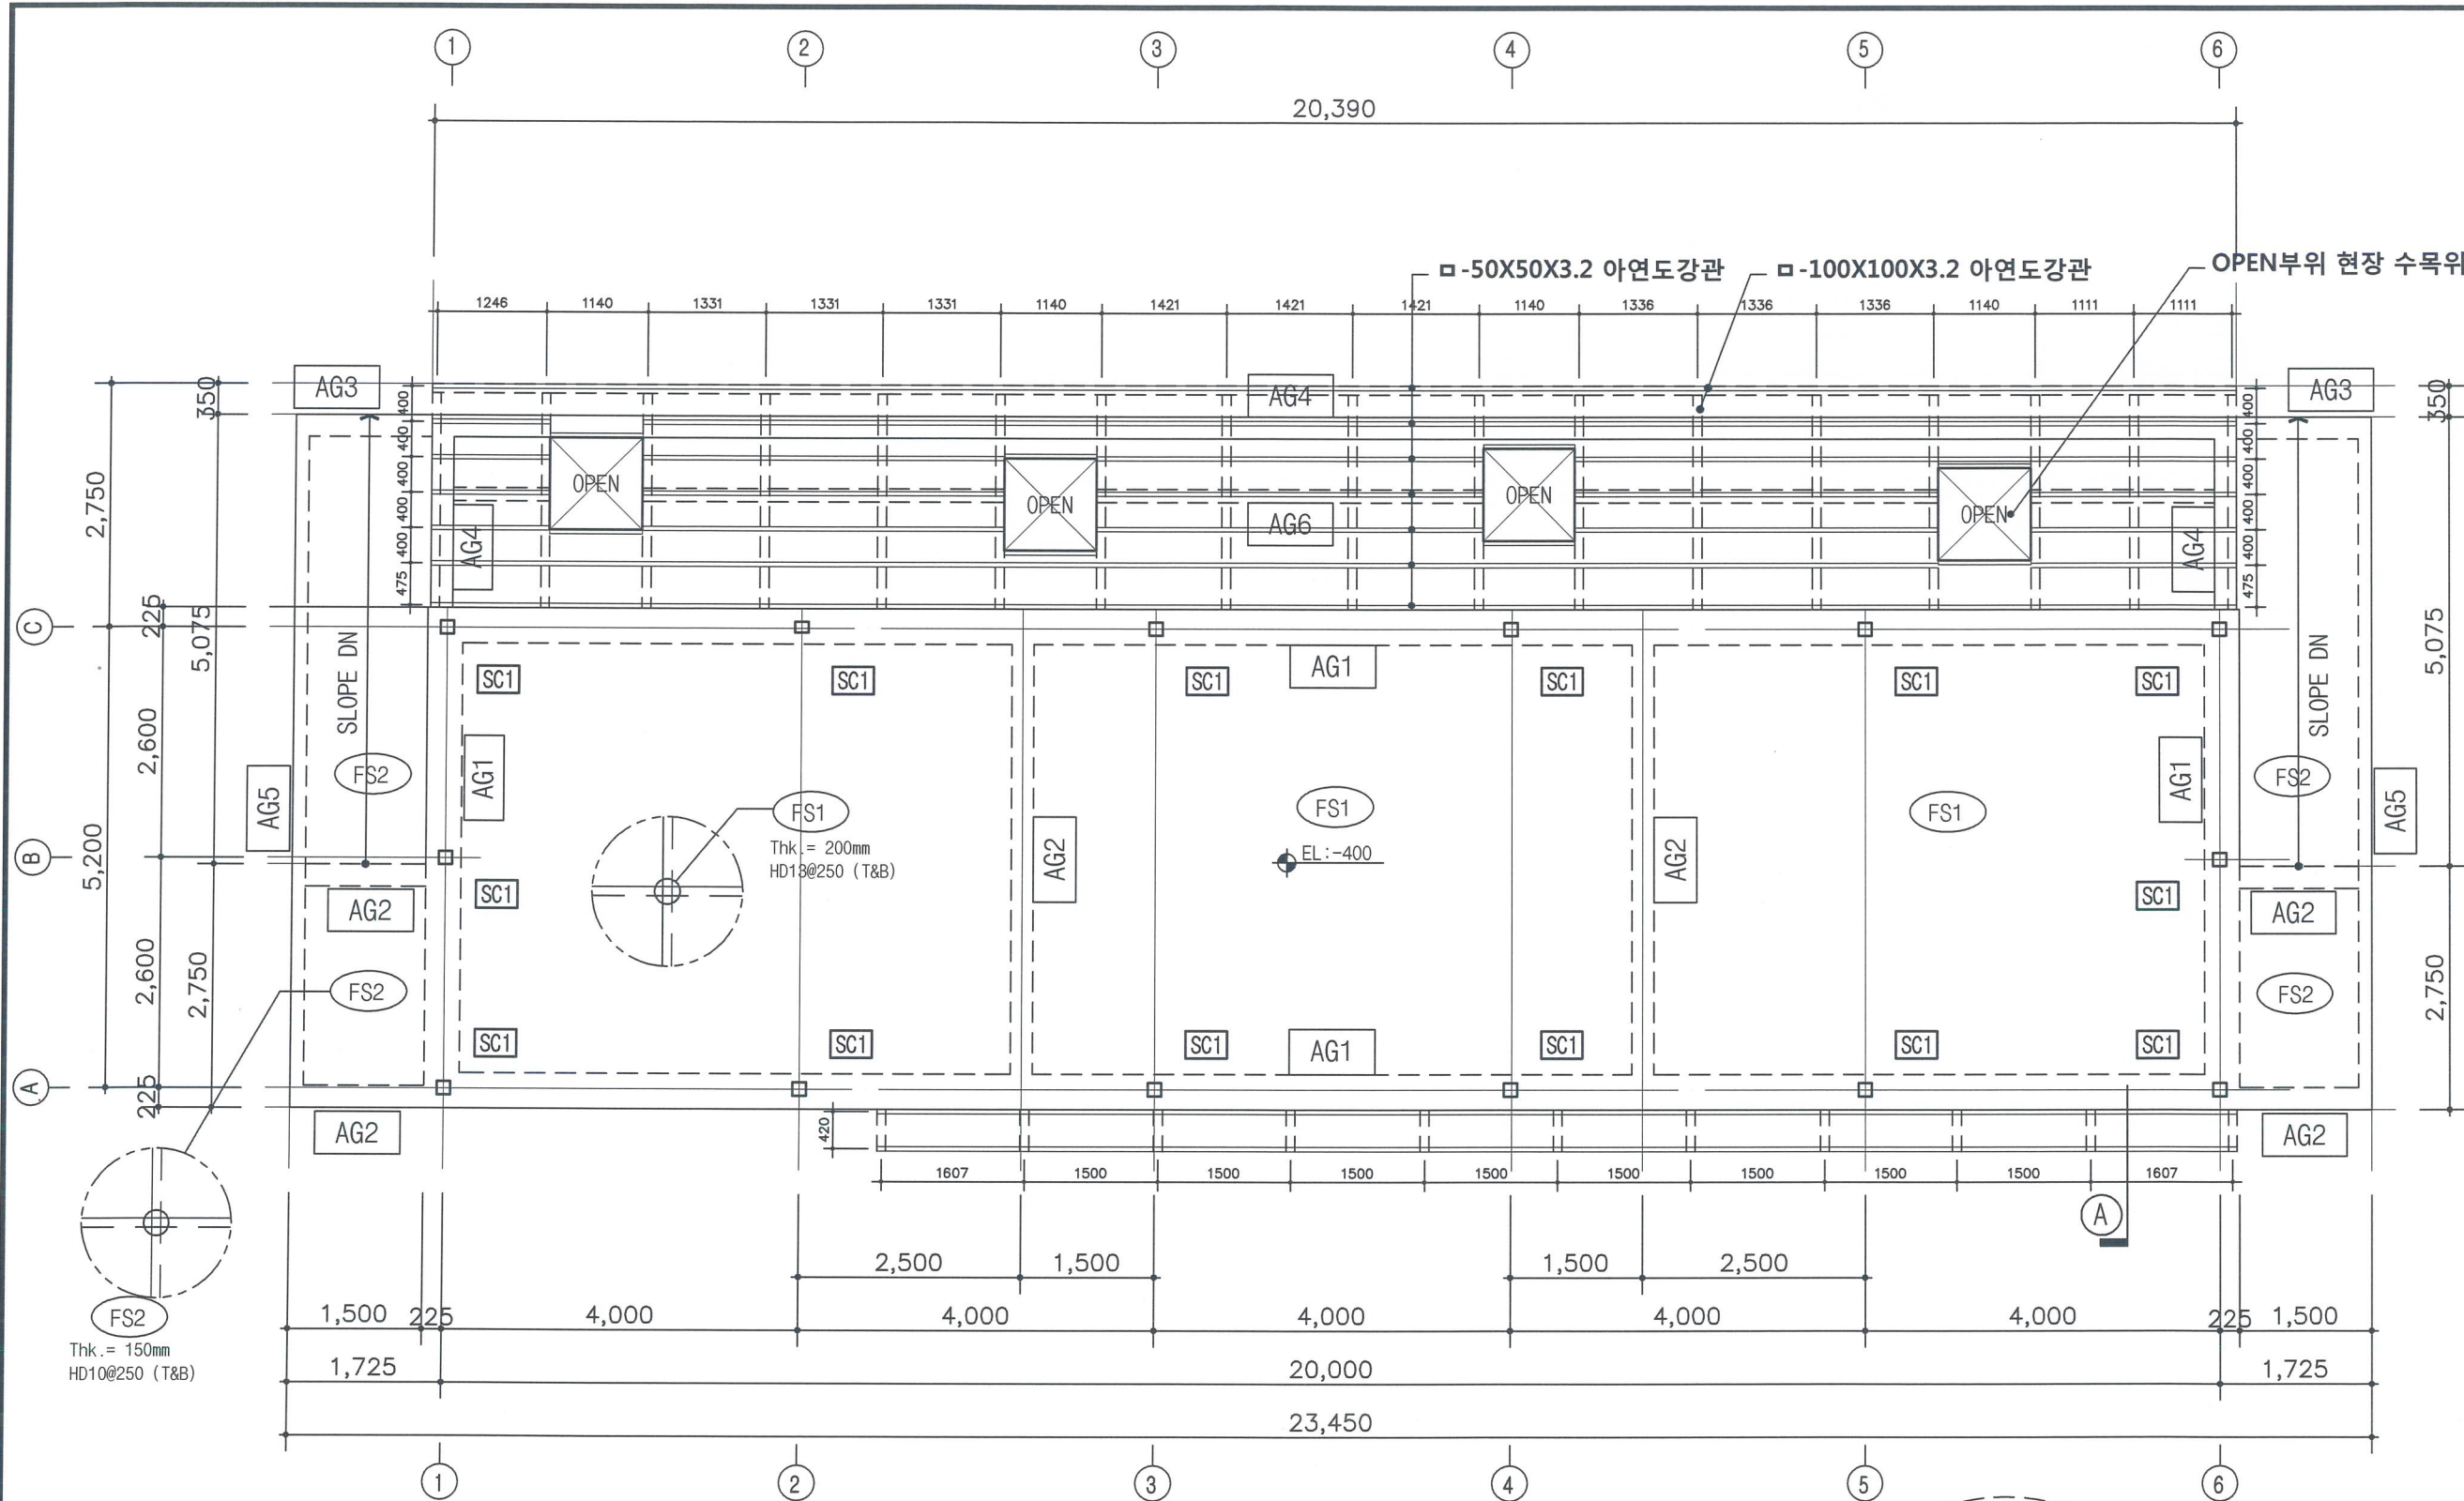 1 2 3 4 5 6
20,390
□-50X50X3.2 아연도강관
□-100X100X3.2 아연도강관
OPEN부위 현장 수목위
1246 1140 1331 1331 1331 1140 1421 1421 1421 1140 1336 1336 1336 1140 1111 1111
AG3
AG4
AG3
350
400
400
400
400
400
475
350
400
400
400
400
400
475
2,750
OPEN
OPEN
OPEN
OPEN
AG4
AG6
AG4
C
225
5,075
SLOPE DN
SLOPE DN
5,075
SC1 SC1 SC1 AG1 SC1 SC1 SC1
2,600
FS2
AG1
AG1
FS2
AG5
FS1
Thk.= 200mm
HD13@250 (T&B)
FS1
FS1
AG5
B
5,200
AG2
EL:-400
AG2
SC1
SC1
AG2
AG2
2,600
2,750
FS2
FS2
2,750
SC1 SC1 SC1 AG1 SC1 SC1 SC1
A
225
AG2
420
AG2
1607 1500 1500 1500 1500 1500 1500 1500 1500 1607
A
2,500 1,500 1,500 2,500
FS2
Thk.= 150mm
HD10@250 (T&B)
1,500 225 4,000 4,000 4,000 4,000 4,000 225 1,500
1,725 20,000 1,725
23,450
1 2 3 4 5 6